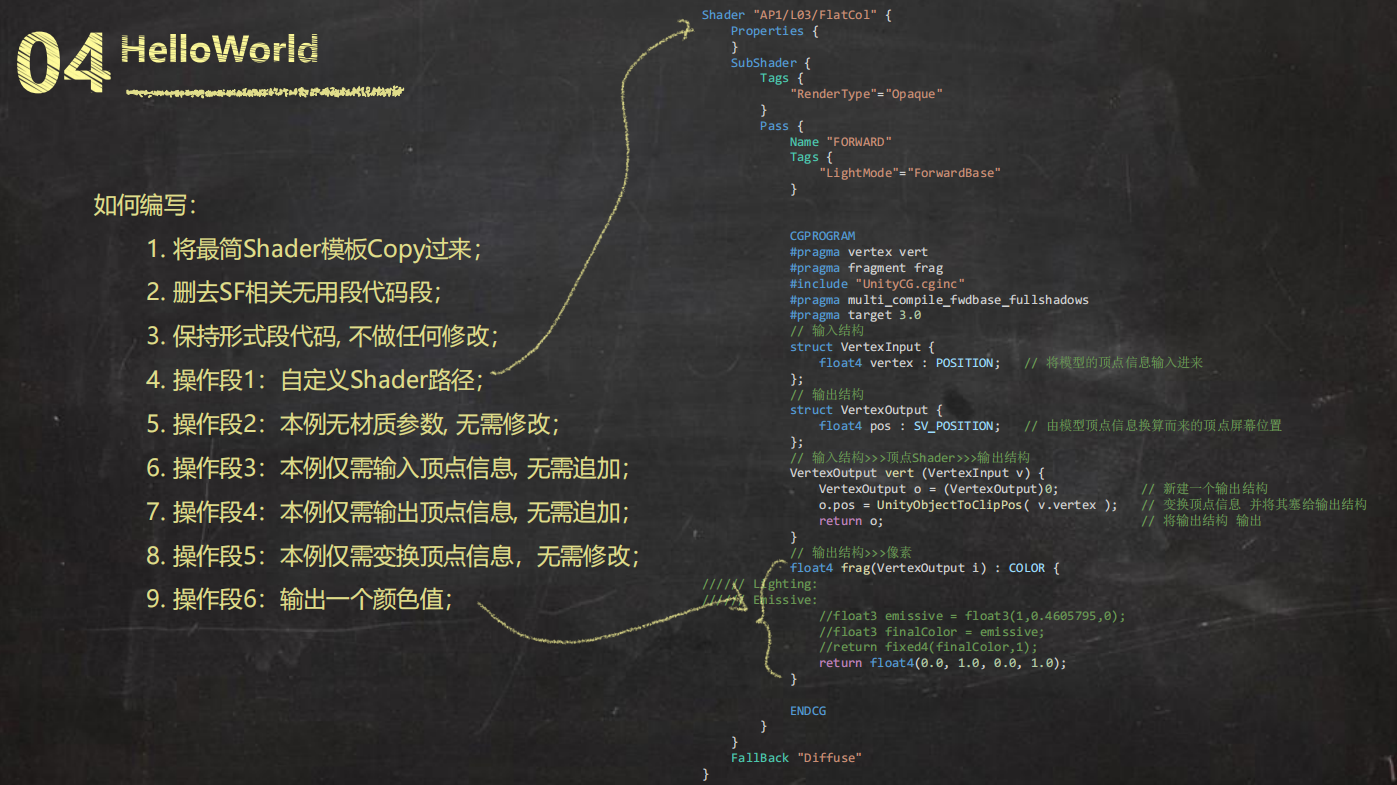 04 HelloWorld
如何编写：
1. 将最简Shader模板Copy过来；
2. 删去SF相关无用段代码段；
3. 保持形式段代码, 不做任何修改；
4. 操作段1：自定义Shader路径；
5. 操作段2：本例无材质参数, 无需修改；
6. 操作段3：本例仅需输入顶点信息, 无需追加；
7. 操作段4：本例仅需输出顶点信息, 无需追加；
8. 操作段5：本例仅需变换顶点信息，无需修改；
9. 操作段6：输出一个颜色值；
Shader "AP1/L03/FlatCol" {
Properties {
}
SubShader {
Tags {
"RenderType"="Opaque"
}
Pass {
Name "FORWARD"
Tags {
"LightMode"="ForwardBase"
}
CGPROGRAM
#pragma vertex vert
#pragma fragment frag
#include "UnityCG.cginc"
#pragma multi_compile_fwdbase_fullshadows
#pragma target 3.0
// 输入结构
struct VertexInput {
float4 vertex : POSITION; // 将模型的顶点信息输入进来
};
// 输出结构
struct VertexOutput {
float4 pos : SV_POSITION; // 由模型顶点信息换算而来的顶点屏幕位置
};
// 输入结构>>>顶点Shader>>>输出结构
VertexOutput vert (VertexInput v) {
VertexOutput o = (VertexOutput)0; // 新建一个输出结构
o.pos = UnityObjectToClipPos( v.vertex ); // 变换顶点信息 并将其塞给输出结构
return o; // 将输出结构 输出
}
// 输出结构>>>像素
float4 frag(VertexOutput i) : COLOR {
////// Lighting:
////// Emissive:
//float3 emissive = float3(1,0.4605795,0);
//float3 finalColor = emissive;
//return fixed4(finalColor,1);
return float4(0.0, 1.0, 0.0, 1.0);
}
ENDCG
}
}
FallBack "Diffuse"
}